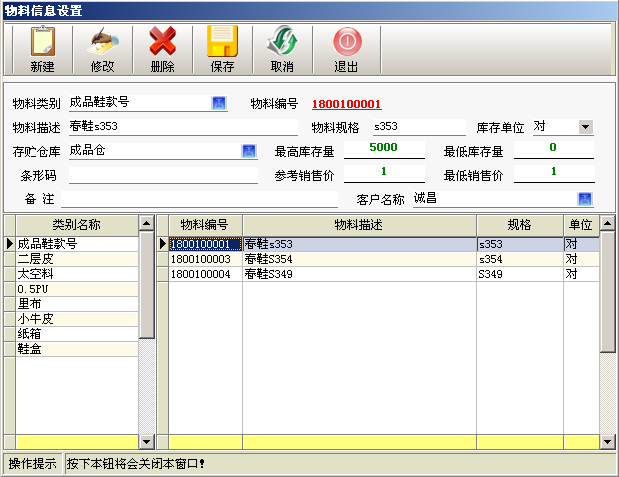 物料信息设置
新建 修改 删除 保存 取消 退出
物料类别 成品鞋款号 物料编号 1800100001
物料描述 春鞋s353 物料规格 s353 库存单位 对
存贮仓库 成品仓 最高库存量 5000 最低库存量 0
条形码 参考销售价 1 最低销售价 1
备 注 客户名称 诚昌
类别名称 物料编号 物料描述 规格 单位
成品鞋款号 1800100001 春鞋s353 s353 对
二层皮 1800100003 春鞋S354 s354 对
太空料 1800100004 春鞋S349 S349 对
0.5PU
里布
小牛皮
纸箱
鞋盒
操作提示 按下本钮将会关闭本窗口!